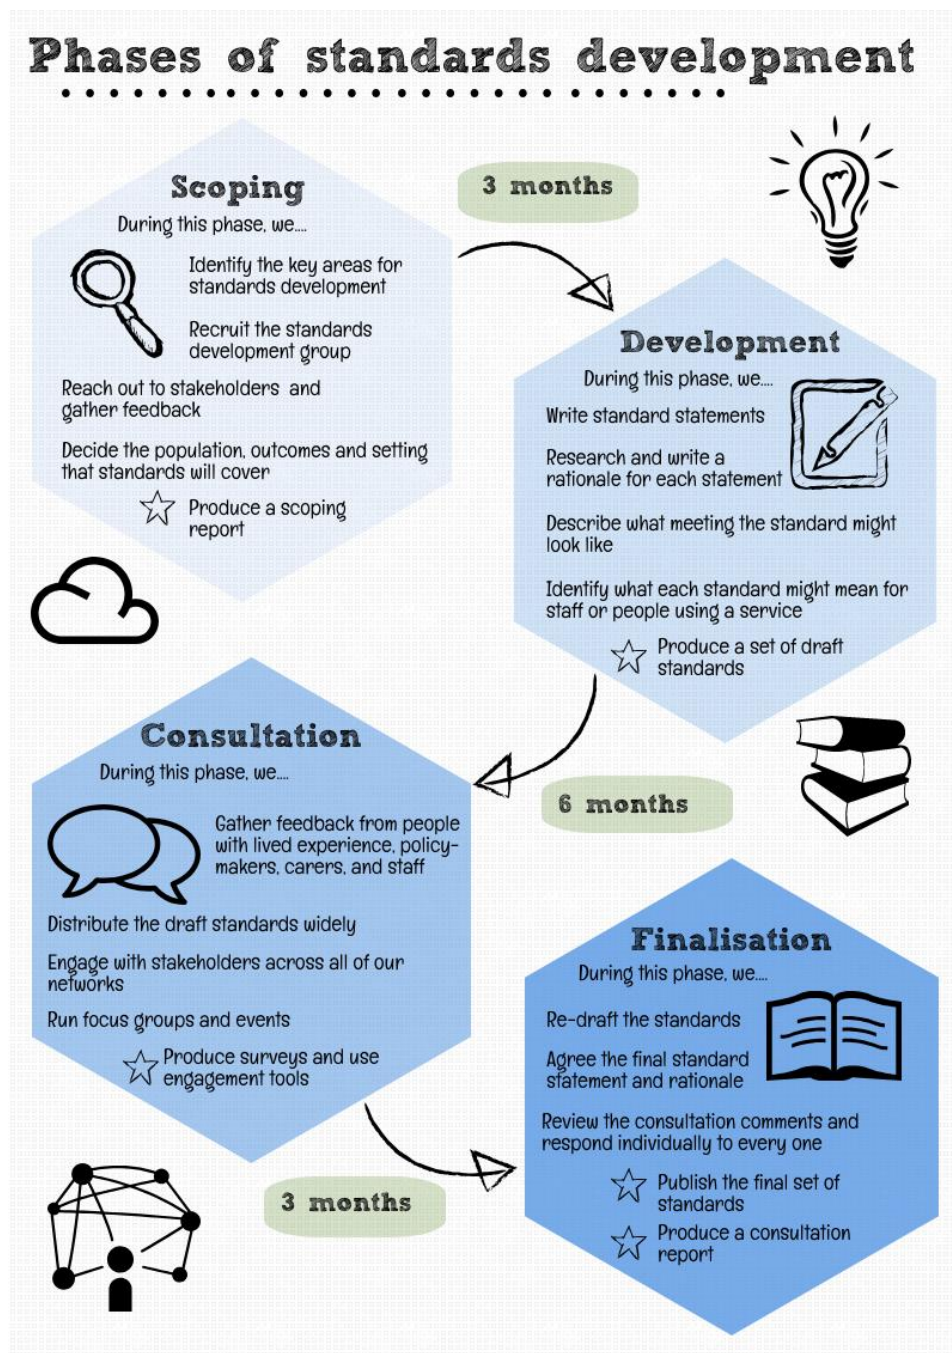 Phases of standards development
Scoping
During this phase, we....
Identify the key areas for
standards development
Recruit the standards
development group
Reach out to stakeholders and
gather feedback
Decide the population, outcomes and setting
that standards will cover
Produce a scoping
report
3 months
Development
During this phase, we....
Write standard statements
Research and write a
rationale for each statement
Describe what meeting the standard might
look like
Identify what each standard might mean for
staff or people using a service
Produce a set of draft
standards
6 months
Consultation
During this phase, we....
Gather feedback from people
with lived experience, policy-
makers, carers, and staff
Distribute the draft standards widely
Engage with stakeholders across all of our
networks
Run focus groups and events
Produce surveys and use
engagement tools
3 months
Finalisation
During this phase, we....
Re-draft the standards
Agree the final standard
statement and rationale
Review the consultation comments and
respond individually to every one
Publish the final set of
standards
Produce a consultation
report